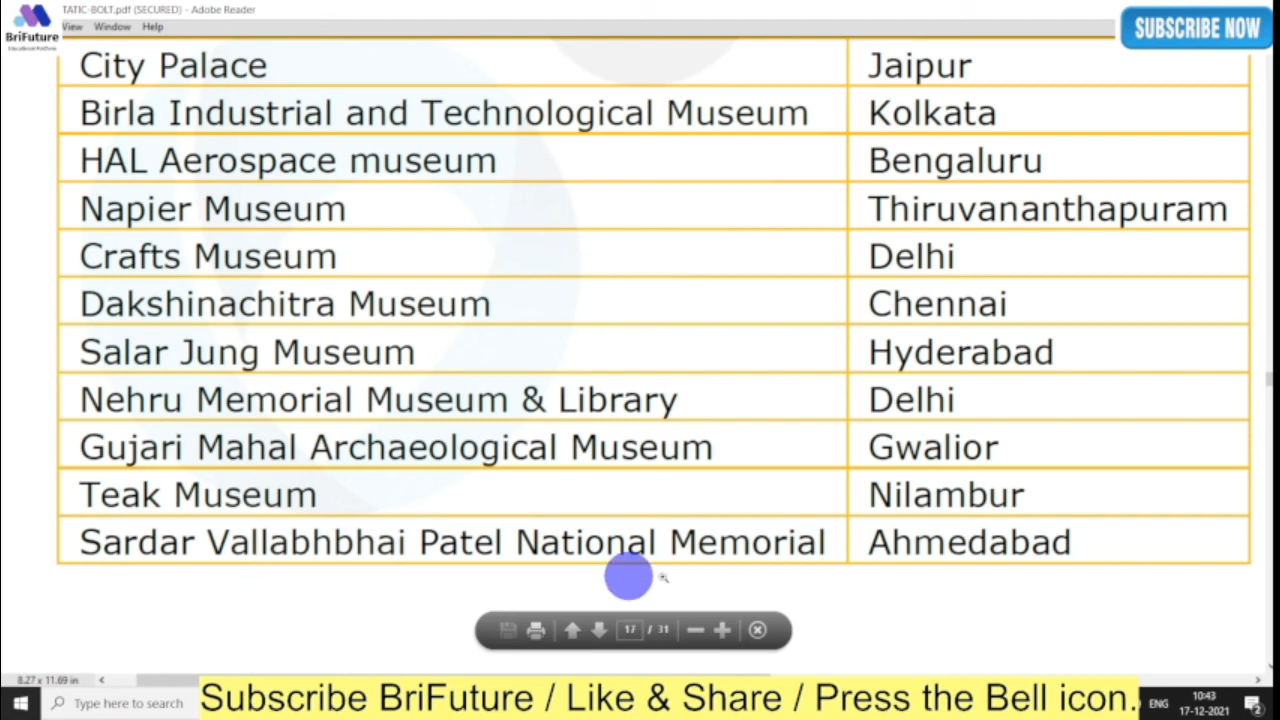 TATIC-BOLT.pdf (SECURED) - Adobe Reader
View Window Help
BriFuture
SUBSCRIBE NOW
City Palace Jaipur
Birla Industrial and Technological Museum Kolkata
HAL Aerospace museum Bengaluru
Napier Museum Thiruvananthapuram
Crafts Museum Delhi
Dakshinachitra Museum Chennai
Salar Jung Museum Hyderabad
Nehru Memorial Museum & Library Delhi
Gujari Mahal Archaeological Museum Gwalior
Teak Museum Nilambur
Sardar Vallabhbhai Patel National Memorial Ahmedabad
17 / 31
8.27 x 11.69 in
Type here to search
Subscribe BriFuture / Like & Share / Press the Bell icon.
ENG
10:43
17-12-2021
2